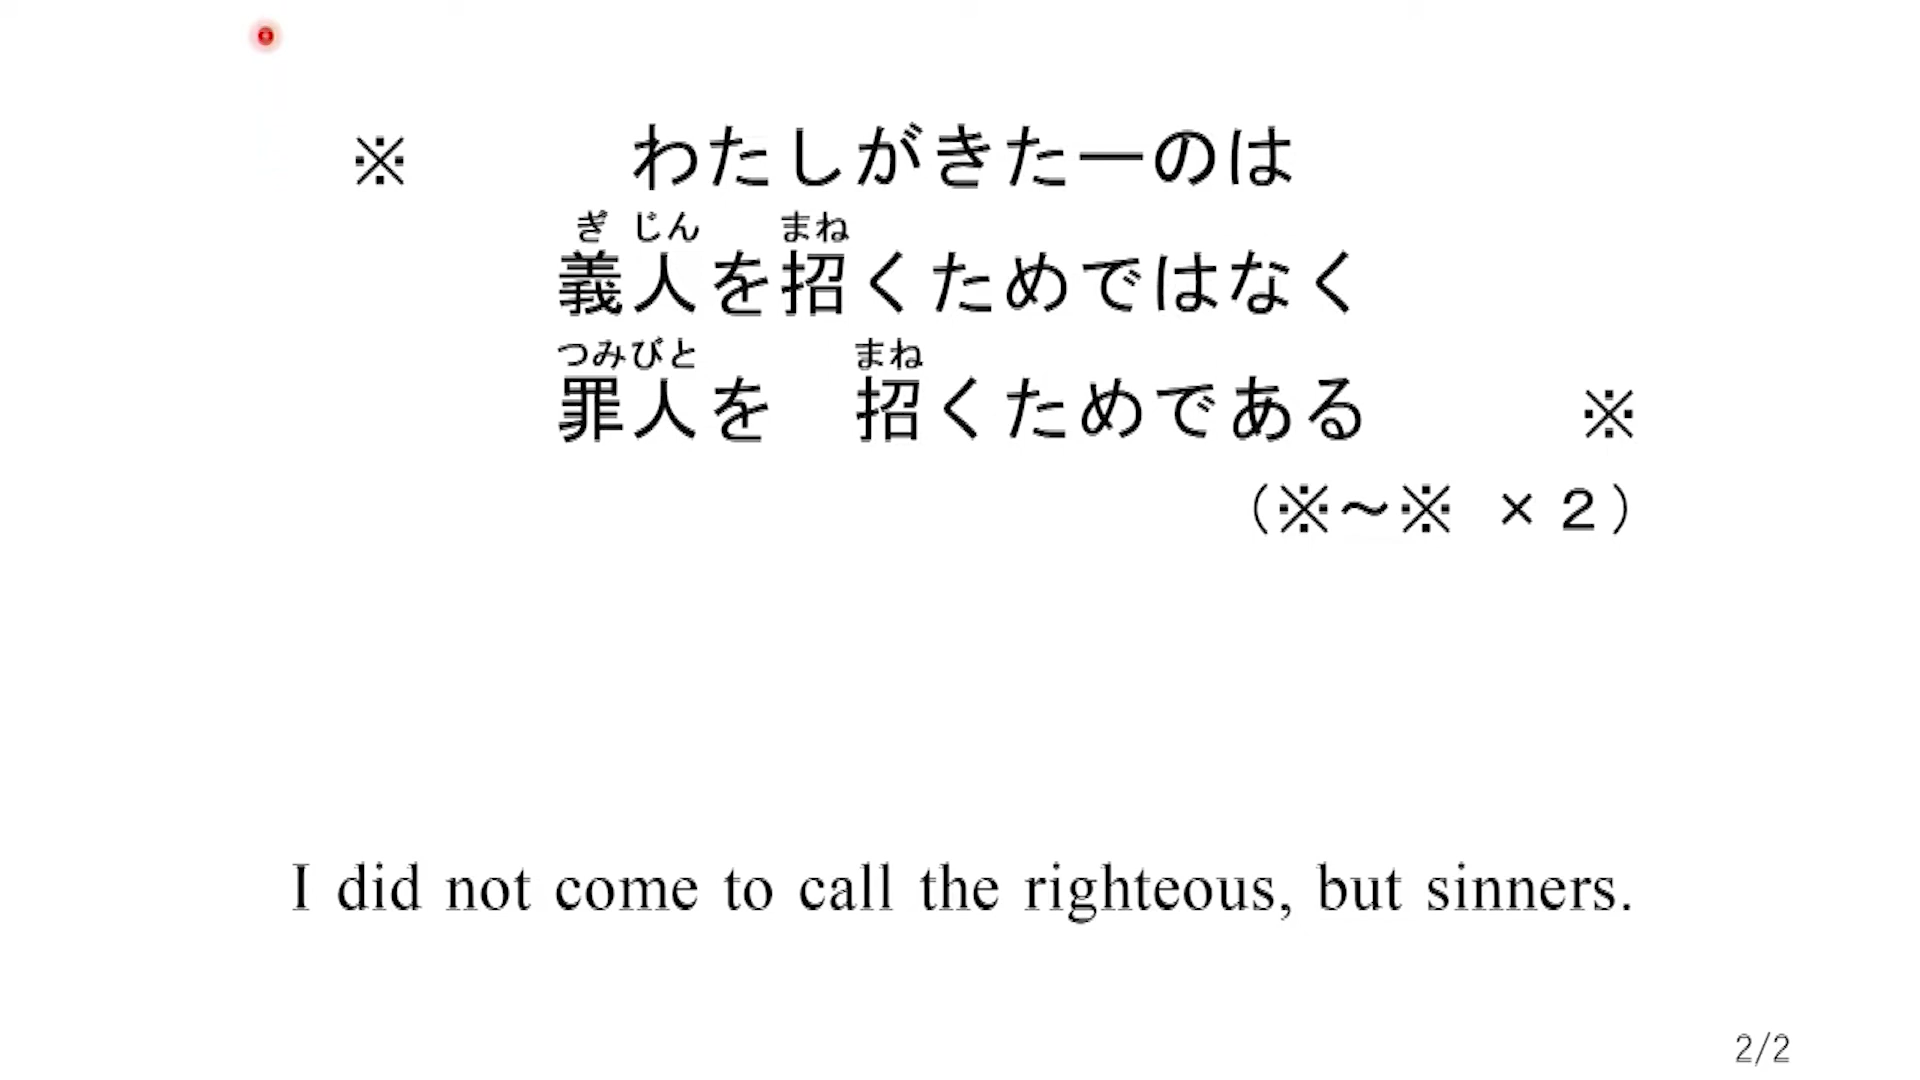 ※ わたしがきたーのは
ぎ じん まね
義人を招くためではなく
つみびと まね
罪人を 招くためである ※
(※～※ ×２)
I did not come to call the righteous, but sinners.
2/2